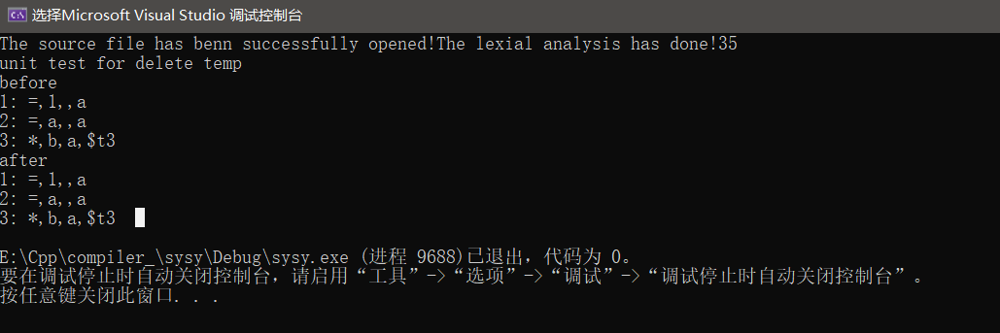 选择Microsoft Visual Studio 调试控制台
The source file has benn successfully opened!The lexial analysis has done!35
unit test for delete temp
before
1: =,1,,a
2: =,a,,a
3: *,b,a,$t3
after
1: =,1,,a
2: =,a,,a
3: *,b,a,$t3
E:\Cpp\compiler_\sysy\Debug\sysy.exe (进程 9688)已退出，代码为 0。
要在调试停止时自动关闭控制台，请启用“工具”->“选项”->“调试”->“调试停止时自动关闭控制台”。
按任意键关闭此窗口. . .